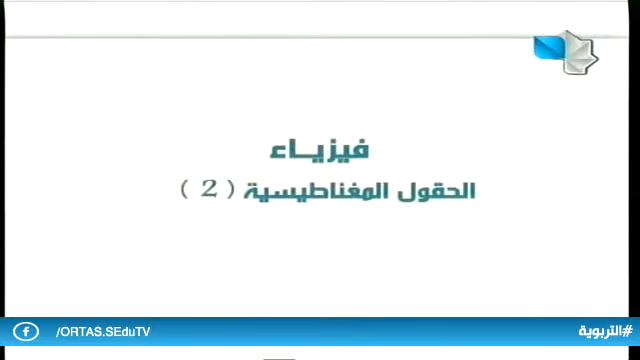 فيزياء
الحقول المغناطيسية ( 2 )
/ORTAS.SEduTV
#التربوية